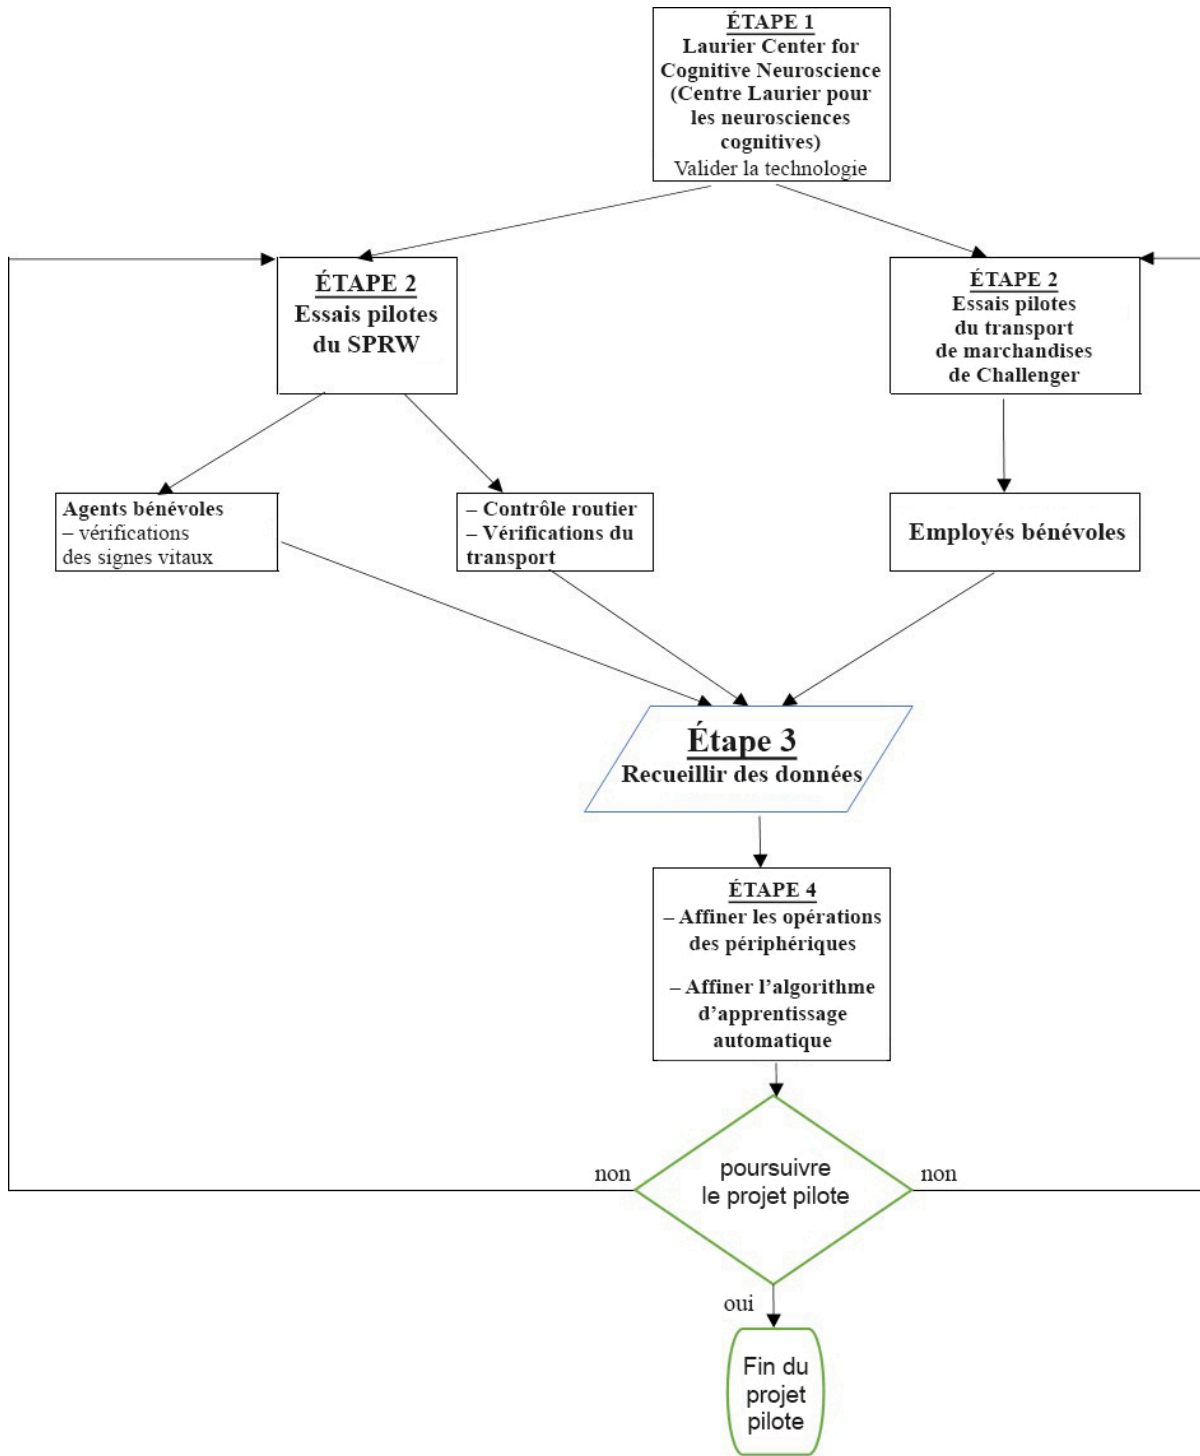 ÉTAPE 1
Laurier Center for
Cognitive Neuroscience
(Centre Laurier pour
les neurosciences
cognitives)
Valider la technologie
ÉTAPE 2
Essais pilotes
du SPRW
ÉTAPE 2
Essais pilotes
du transport
de marchandises
de Challenger
Agents bénévoles
– vérifications
des signes vitaux
– Contrôle routier
– Vérifications du
transport
Employés bénévoles
Étape 3
Recueillir des données
ÉTAPE 4
– Affiner les opérations
des périphériques
– Affiner l’algorithme
d’apprentissage
automatique
non
poursuivre
le projet pilote
non
oui
Fin du
projet
pilote